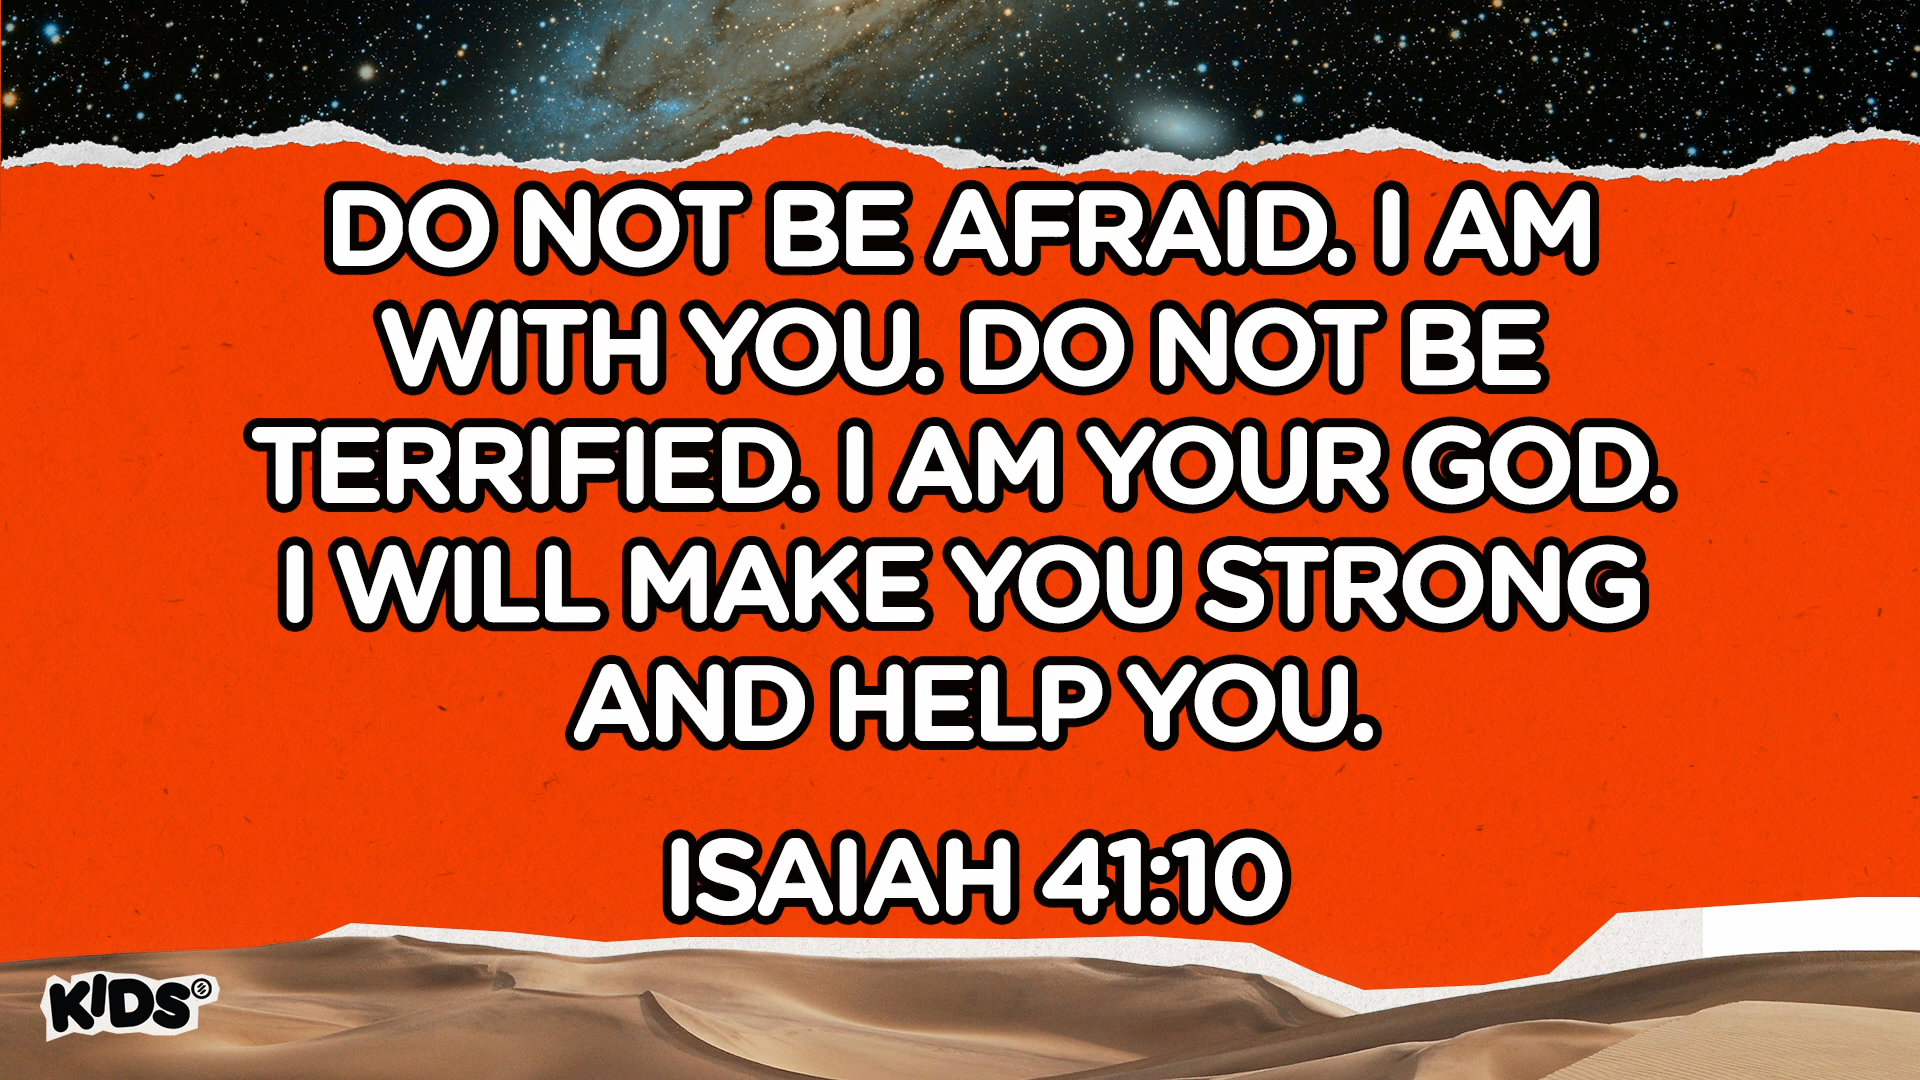 DO NOT BE AFRAID. I AM
WITH YOU. DO NOT BE
TERRIFIED. I AM YOUR GOD.
I WILL MAKE YOU STRONG
AND HELP YOU.
ISAIAH 41:10
KIDS